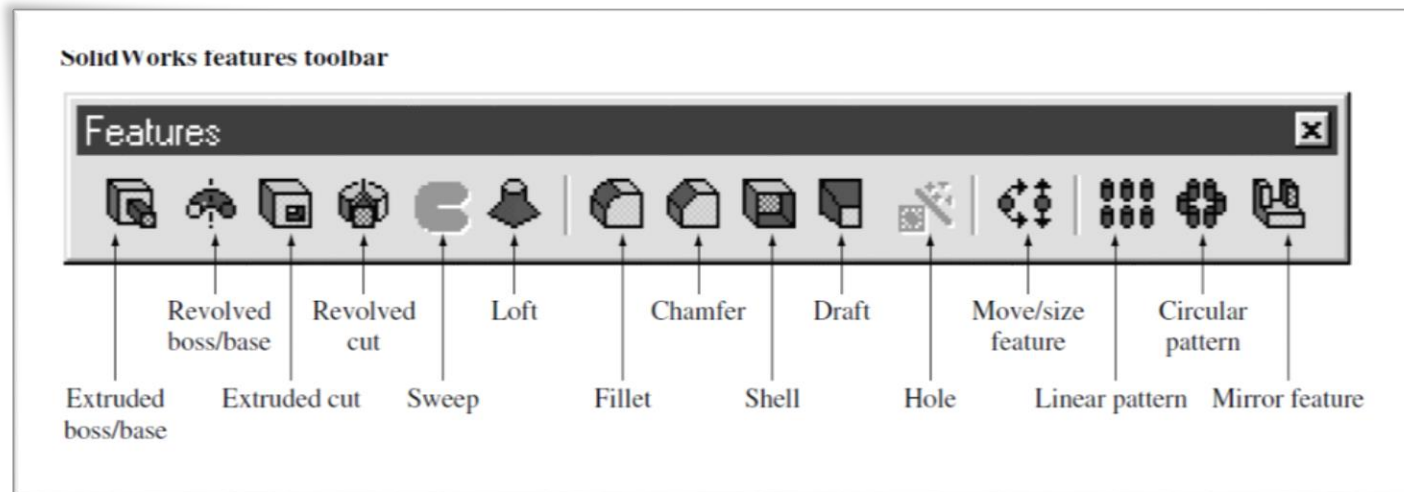 SolidWorks features toolbar
Features
Revolved boss/base
Revolved cut
Loft
Chamfer
Draft
Move/size feature
Circular pattern
Extruded boss/base
Extruded cut
Sweep
Fillet
Shell
Hole
Linear pattern
Mirror feature